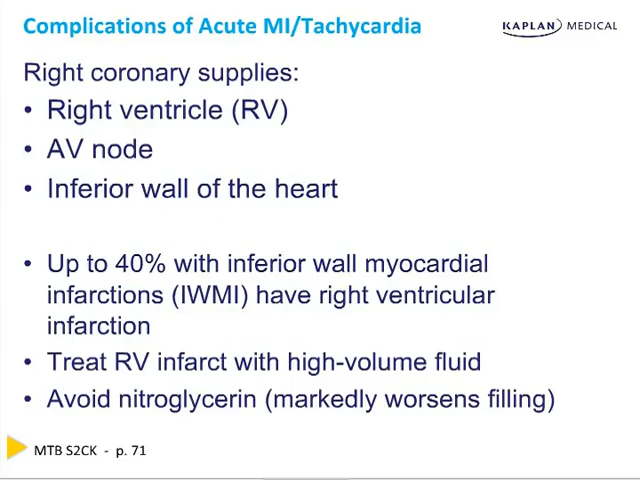 Complications of Acute MI/Tachycardia
KAPLAN MEDICAL
Right coronary supplies:
• Right ventricle (RV)
• AV node
• Inferior wall of the heart
• Up to 40% with inferior wall myocardial
infarctions (IWMI) have right ventricular
infarction
• Treat RV infarct with high-volume fluid
• Avoid nitroglycerin (markedly worsens filling)
MTB S2CK - p. 71